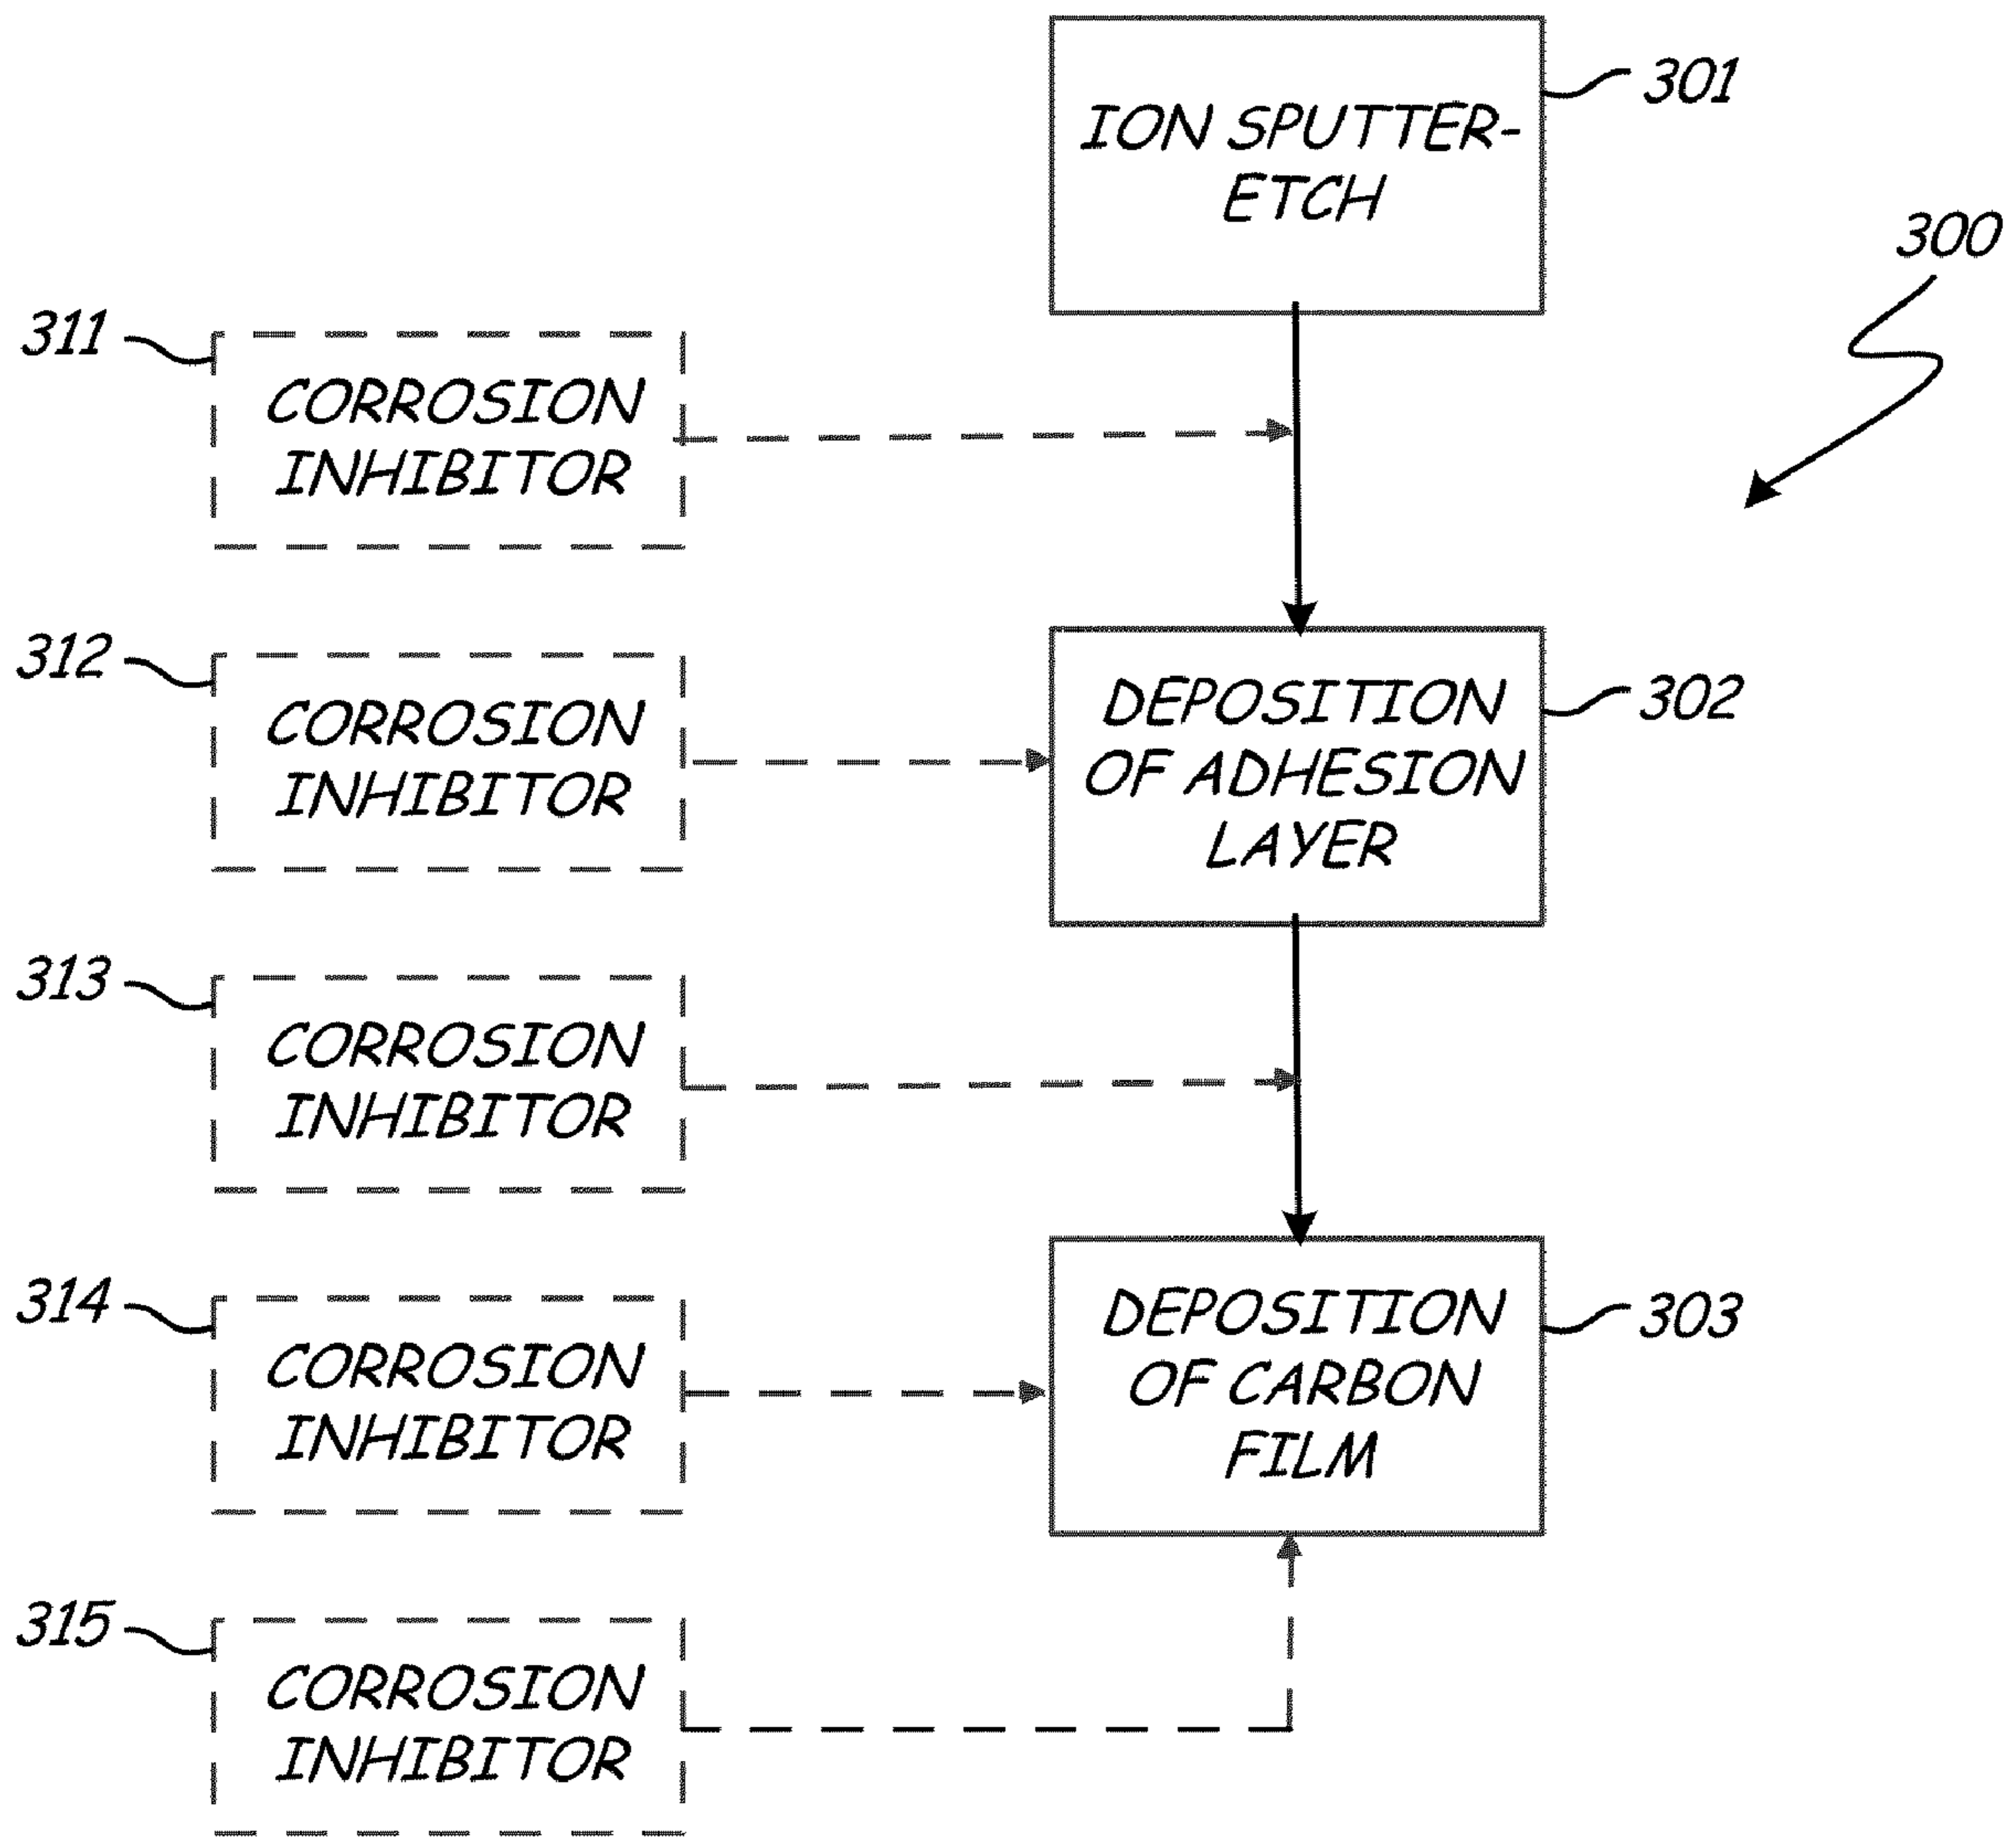 ION SPUTTER-
ETCH
301
300
311
CORROSION
INHIBITOR
312
CORROSION
INHIBITOR
DEPOSITION
OF ADHESION
LAYER
302
313
CORROSION
INHIBITOR
314
CORROSION
INHIBITOR
DEPOSITION
OF CARBON
FILM
303
315
CORROSION
INHIBITOR